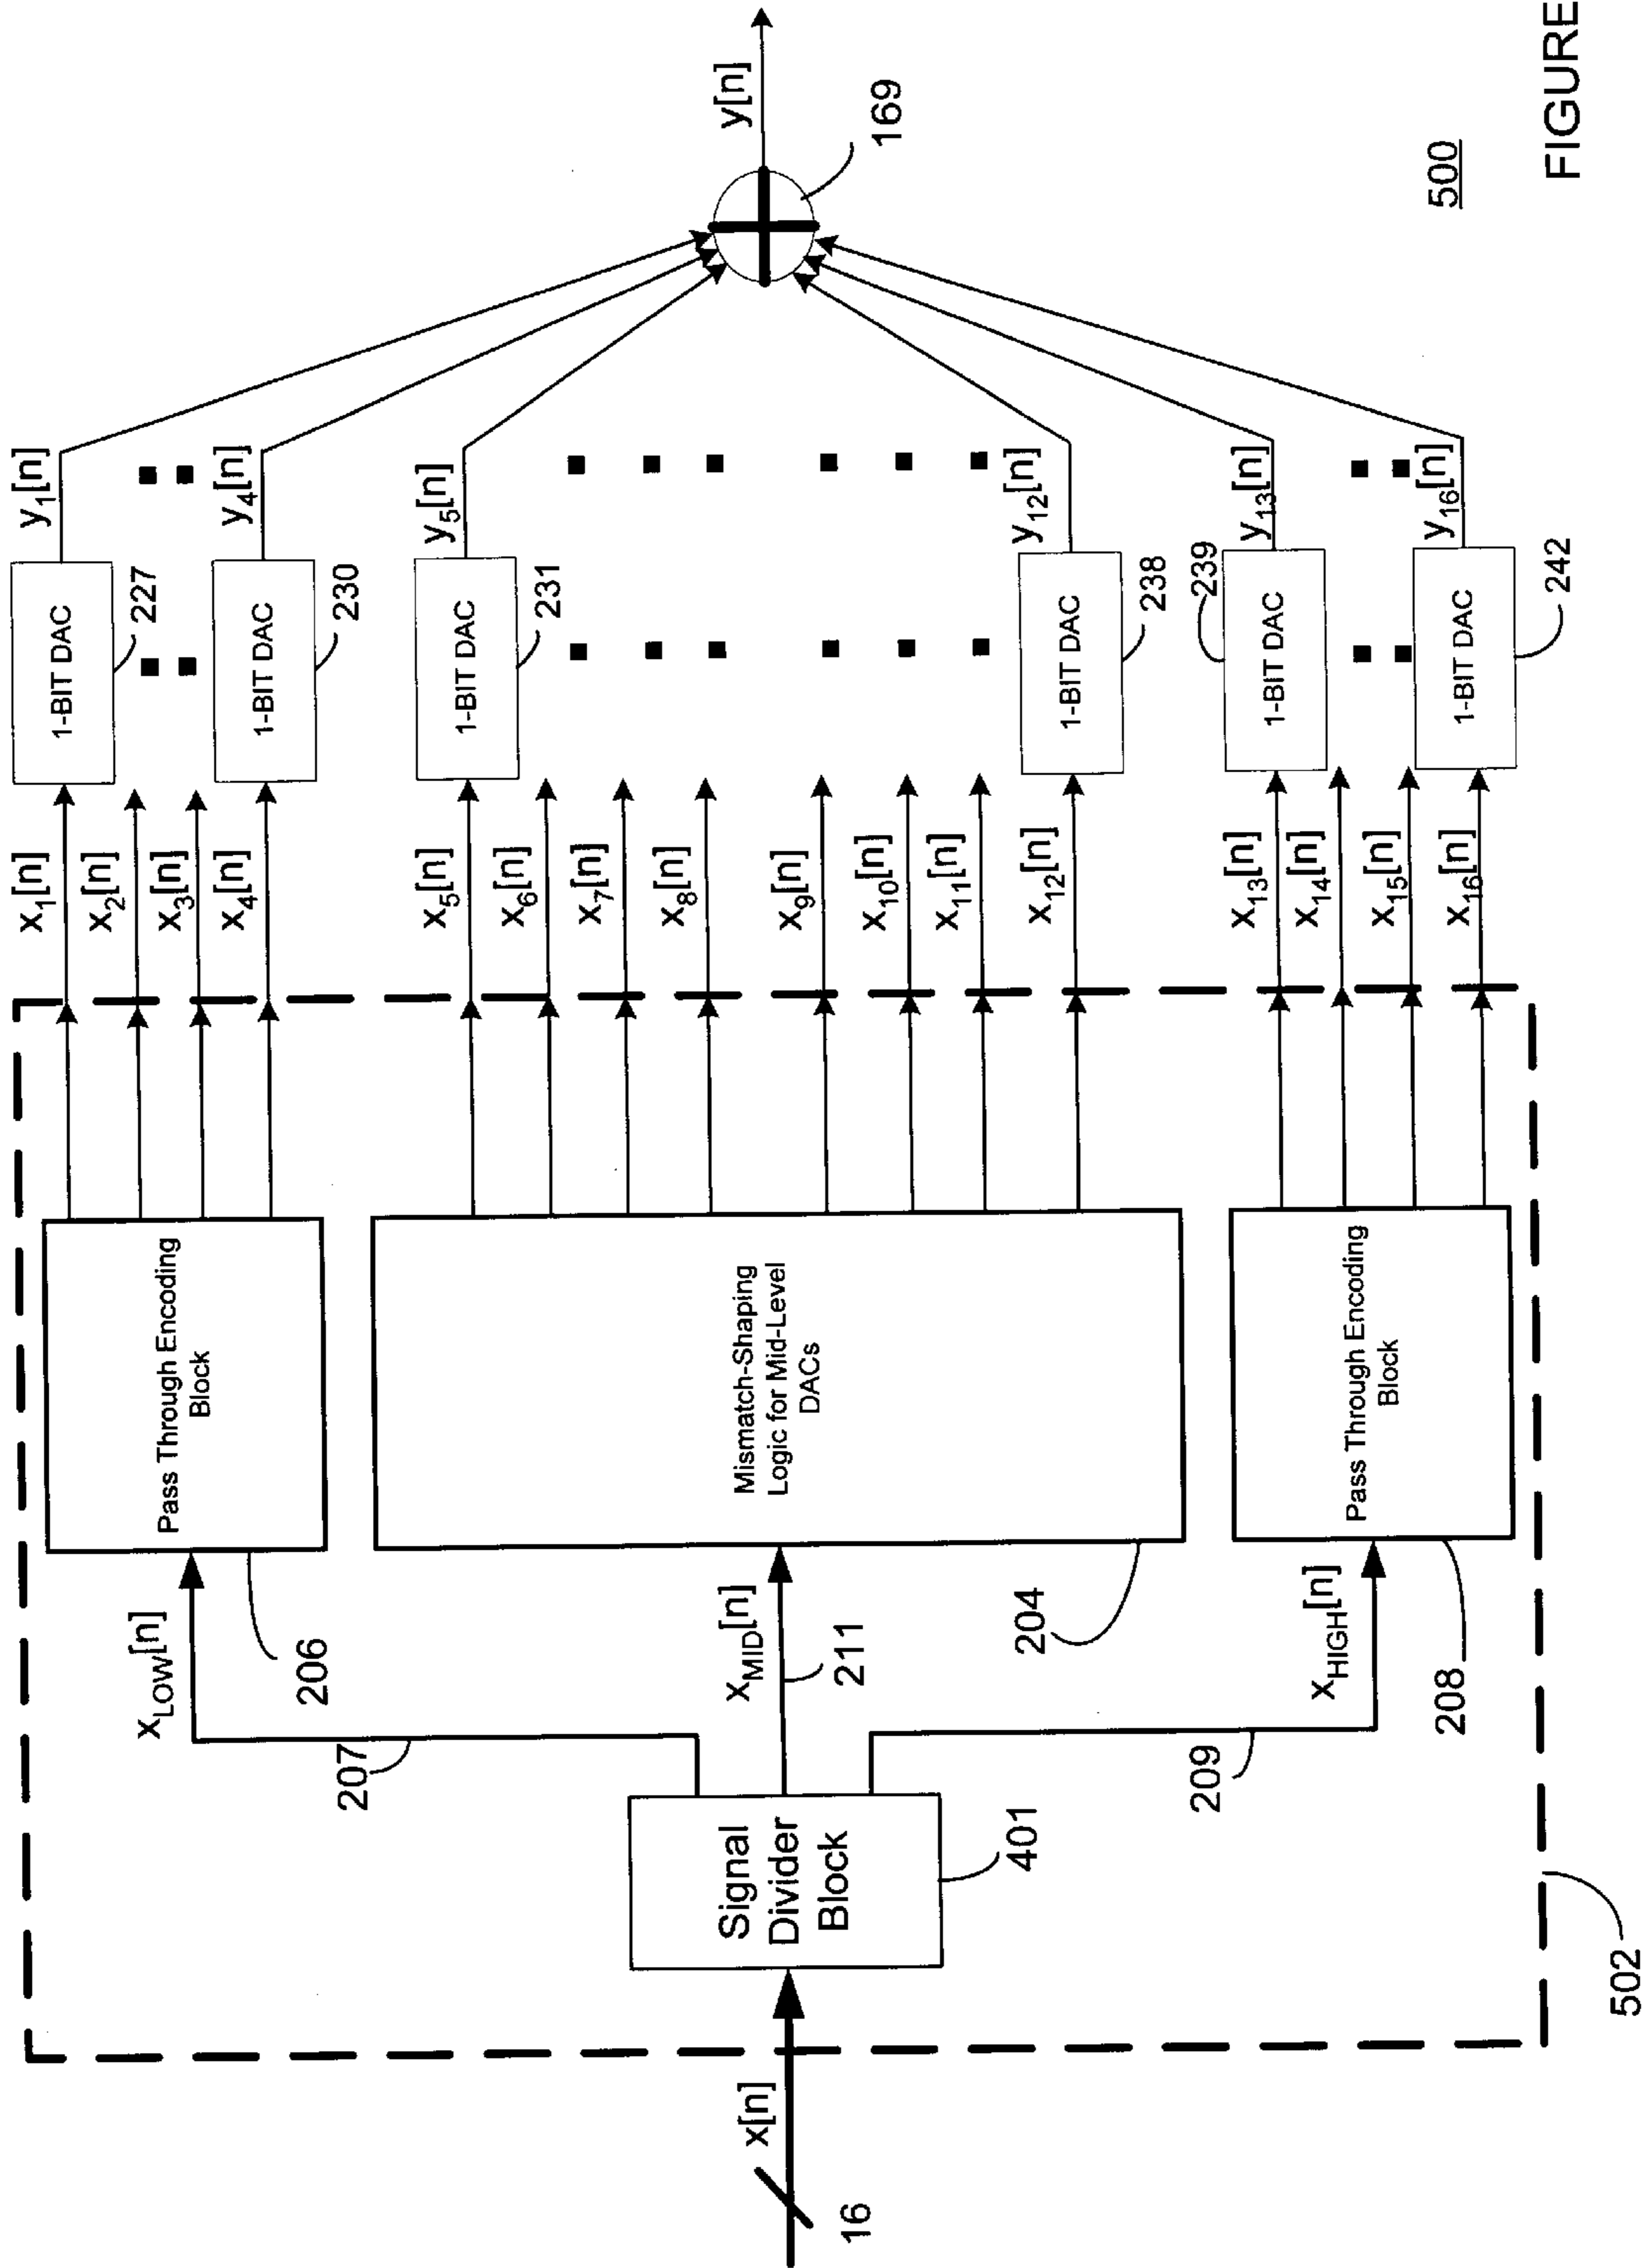 16
x[n]
Signal
Divider
Block
401
207
x_LOW[n]
206
Pass Through Encoding
Block
x_MID[n]
211
204
Mismatch-Shaping
Logic for Mid-Level
DACs
209
x_HIGH[n]
208
Pass Through Encoding
Block
502
x₁[n]
x₂[n]
x₃[n]
x₄[n]
x₅[n]
x₆[n]
x₇[n]
x₈[n]
x₉[n]
x₁₀[n]
x₁₁[n]
x₁₂[n]
x₁₃[n]
x₁₄[n]
x₁₅[n]
x₁₆[n]
1-BIT DAC
227
1-BIT DAC
230
1-BIT DAC
231
1-BIT DAC
238
1-BIT DAC
239
1-BIT DAC
242
y₁[n]
y₄[n]
y₅[n]
y₁₂[n]
y₁₃[n]
y₁₆[n]
y[n]
169
500
FIGURE